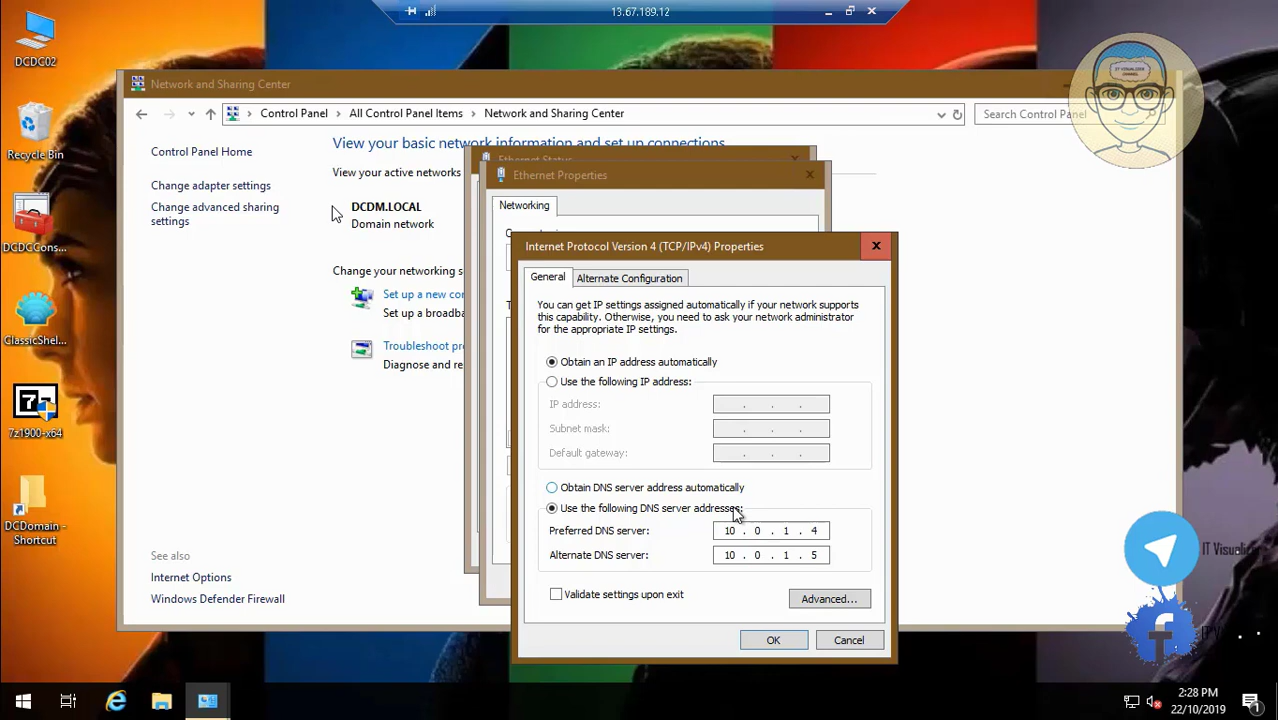 13.67.189.12
DCDC02
Recycle Bin
DCDCCons...
ClassicShel...
7z1900-x64
DCDomain -
Shortcut
Network and Sharing Center
Control Panel
All Control Panel Items
Network and Sharing Center
Search Control Panel
IT VISUALIZER
CHANNEL
Control Panel Home
Change adapter settings
Change advanced sharing
settings
View your basic network information and set up connections
View your active networks
DCDM.LOCAL
Domain network
Change your networking s
Set up a new co
Set up a broadba
Troubleshoot pr
Diagnose and re
See also
Internet Options
Windows Defender Firewall
Ethernet Status
Ethernet Properties
Networking
Internet Protocol Version 4 (TCP/IPv4) Properties
General
Alternate Configuration
You can get IP settings assigned automatically if your network supports
this capability. Otherwise, you need to ask your network administrator
for the appropriate IP settings.
Obtain an IP address automatically
Use the following IP address:
IP address:
. . .
Subnet mask:
. . .
Default gateway:
. . .
Obtain DNS server address automatically
Use the following DNS server addresses:
Preferred DNS server:
10 . 0 . 1 . 4
Alternate DNS server:
10 . 0 . 1 . 5
Validate settings upon exit
Advanced...
OK
Cancel
IT Visualiz
2:28 PM
22/10/2019
1